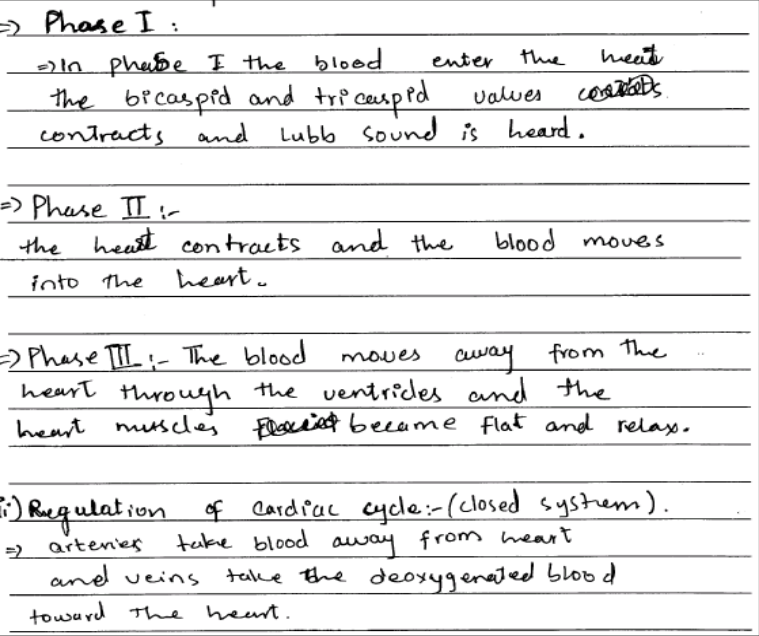 => Phase I :
=> In phase I the blood enter the heart
the bicaspid and tricuspid values
contracts and Lubb sound is heard.
=> Phase II :-
the heart contracts and the blood moves
into the heart.
=> Phase III :- The blood moves away from the
heart through the ventricles and the
heart muscles became flat and relax.
ii) Regulation of cardiac cycle:- (closed systrem).
=> arteries take blood away from heart
and veins take the deoxygenated blood
toward the heart.